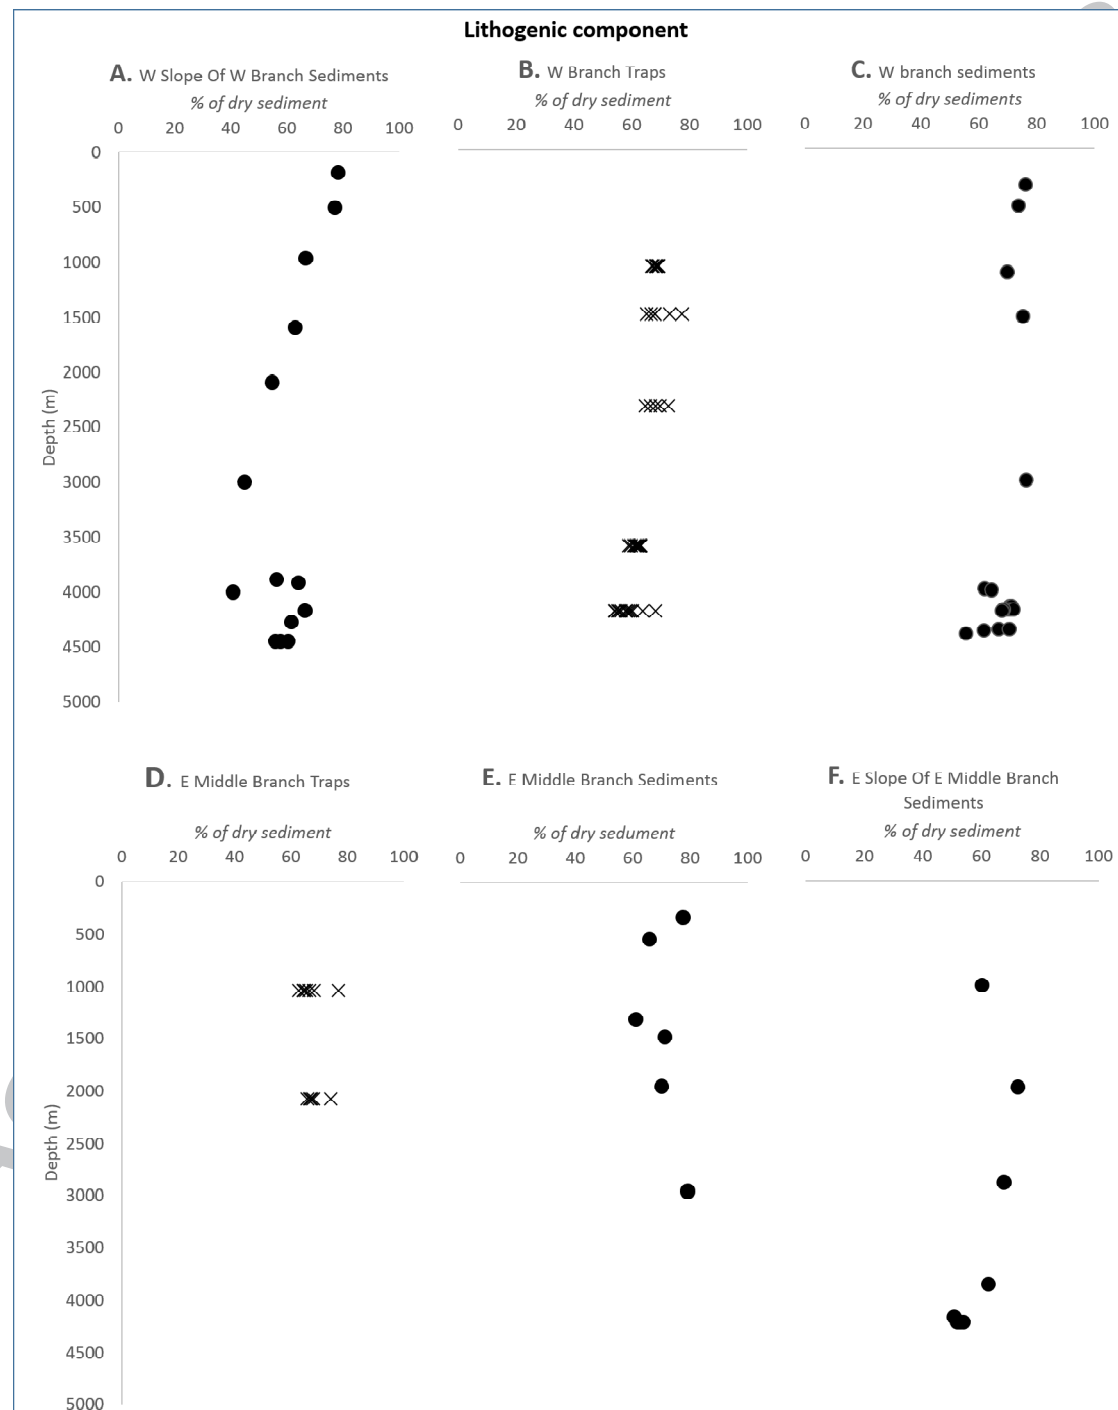 Lithogenic component
A. W Slope Of W Branch Sediments
% of dry sediment
0 20 40 60 80 100
B. W Branch Traps
% of dry sediment
0 20 40 60 80 100
C. W branch sediments
% of dry sediments
0 20 40 60 80 100
Depth (m)
0
500
1000
1500
2000
2500
3000
3500
4000
4500
5000
D. E Middle Branch Traps
% of dry sediment
0 20 40 60 80 100
E. E Middle Branch Sediments
% of dry sedument
0 20 40 60 80 100
F. E Slope Of E Middle Branch
Sediments
% of dry sediment
0 20 40 60 80 100
Depth (m)
0
500
1000
1500
2000
2500
3000
3500
4000
4500
5000